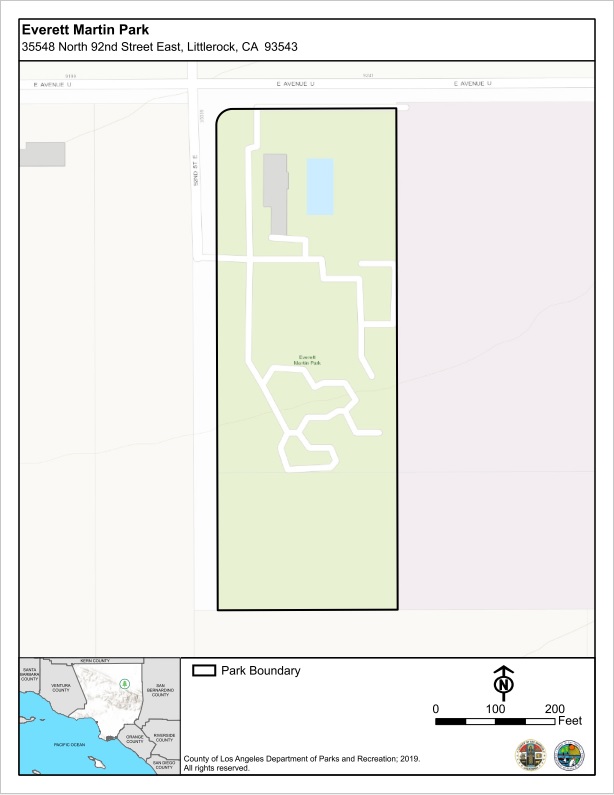 Everett Martin Park
35548 North 92nd Street East, Littlerock, CA  93543
E AVENUE U
E AVENUE U
E AVENUE U
92ND ST E
Everett
Martin Park
KERN COUNTY
SANTA
BARBARA
COUNTY
VENTURA
COUNTY
SAN
BERNARDINO
COUNTY
ORANGE
COUNTY
RIVERSIDE
COUNTY
PACIFIC OCEAN
SAN DIEGO
COUNTY
Park Boundary
N
0 100 200
Feet
County of Los Angeles Department of Parks and Recreation; 2019.
All rights reserved.